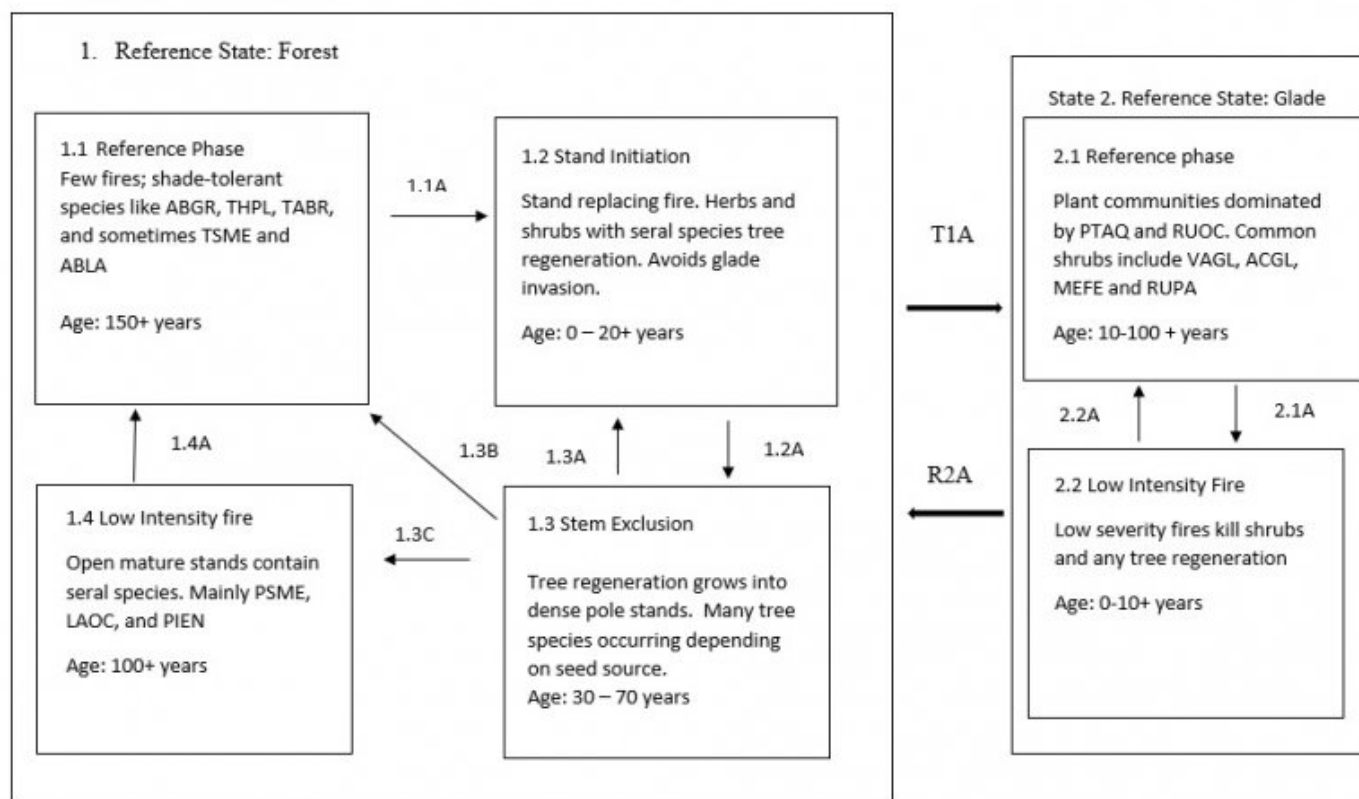 1. Reference State: Forest
1.1 Reference Phase
Few fires; shade-tolerant
species like ABGR, THPL, TABR,
and sometimes TSME and
ABLA
Age: 150+ years
1.1A
1.2 Stand Initiation
Stand replacing fire. Herbs and
shrubs with seral species tree
regeneration. Avoids glade
invasion.
Age: 0 – 20+ years
1.4A
1.3B
1.3A
1.2A
1.4 Low Intensity fire
Open mature stands contain
seral species. Mainly PSME,
LAOC, and PIEN
Age: 100+ years
1.3C
1.3 Stem Exclusion
Tree regeneration grows into
dense pole stands. Many tree
species occurring depending
on seed source.
Age: 30 – 70 years
T1A
R2A
State 2. Reference State: Glade
2.1 Reference phase
Plant communities dominated
by PTAQ and RUOC. Common
shrubs include VAGL, ACGL,
MEFE and RUPA
Age: 10-100 + years
2.2A
2.1A
2.2 Low Intensity Fire
Low severity fires kill shrubs
and any tree regeneration
Age: 0-10+ years